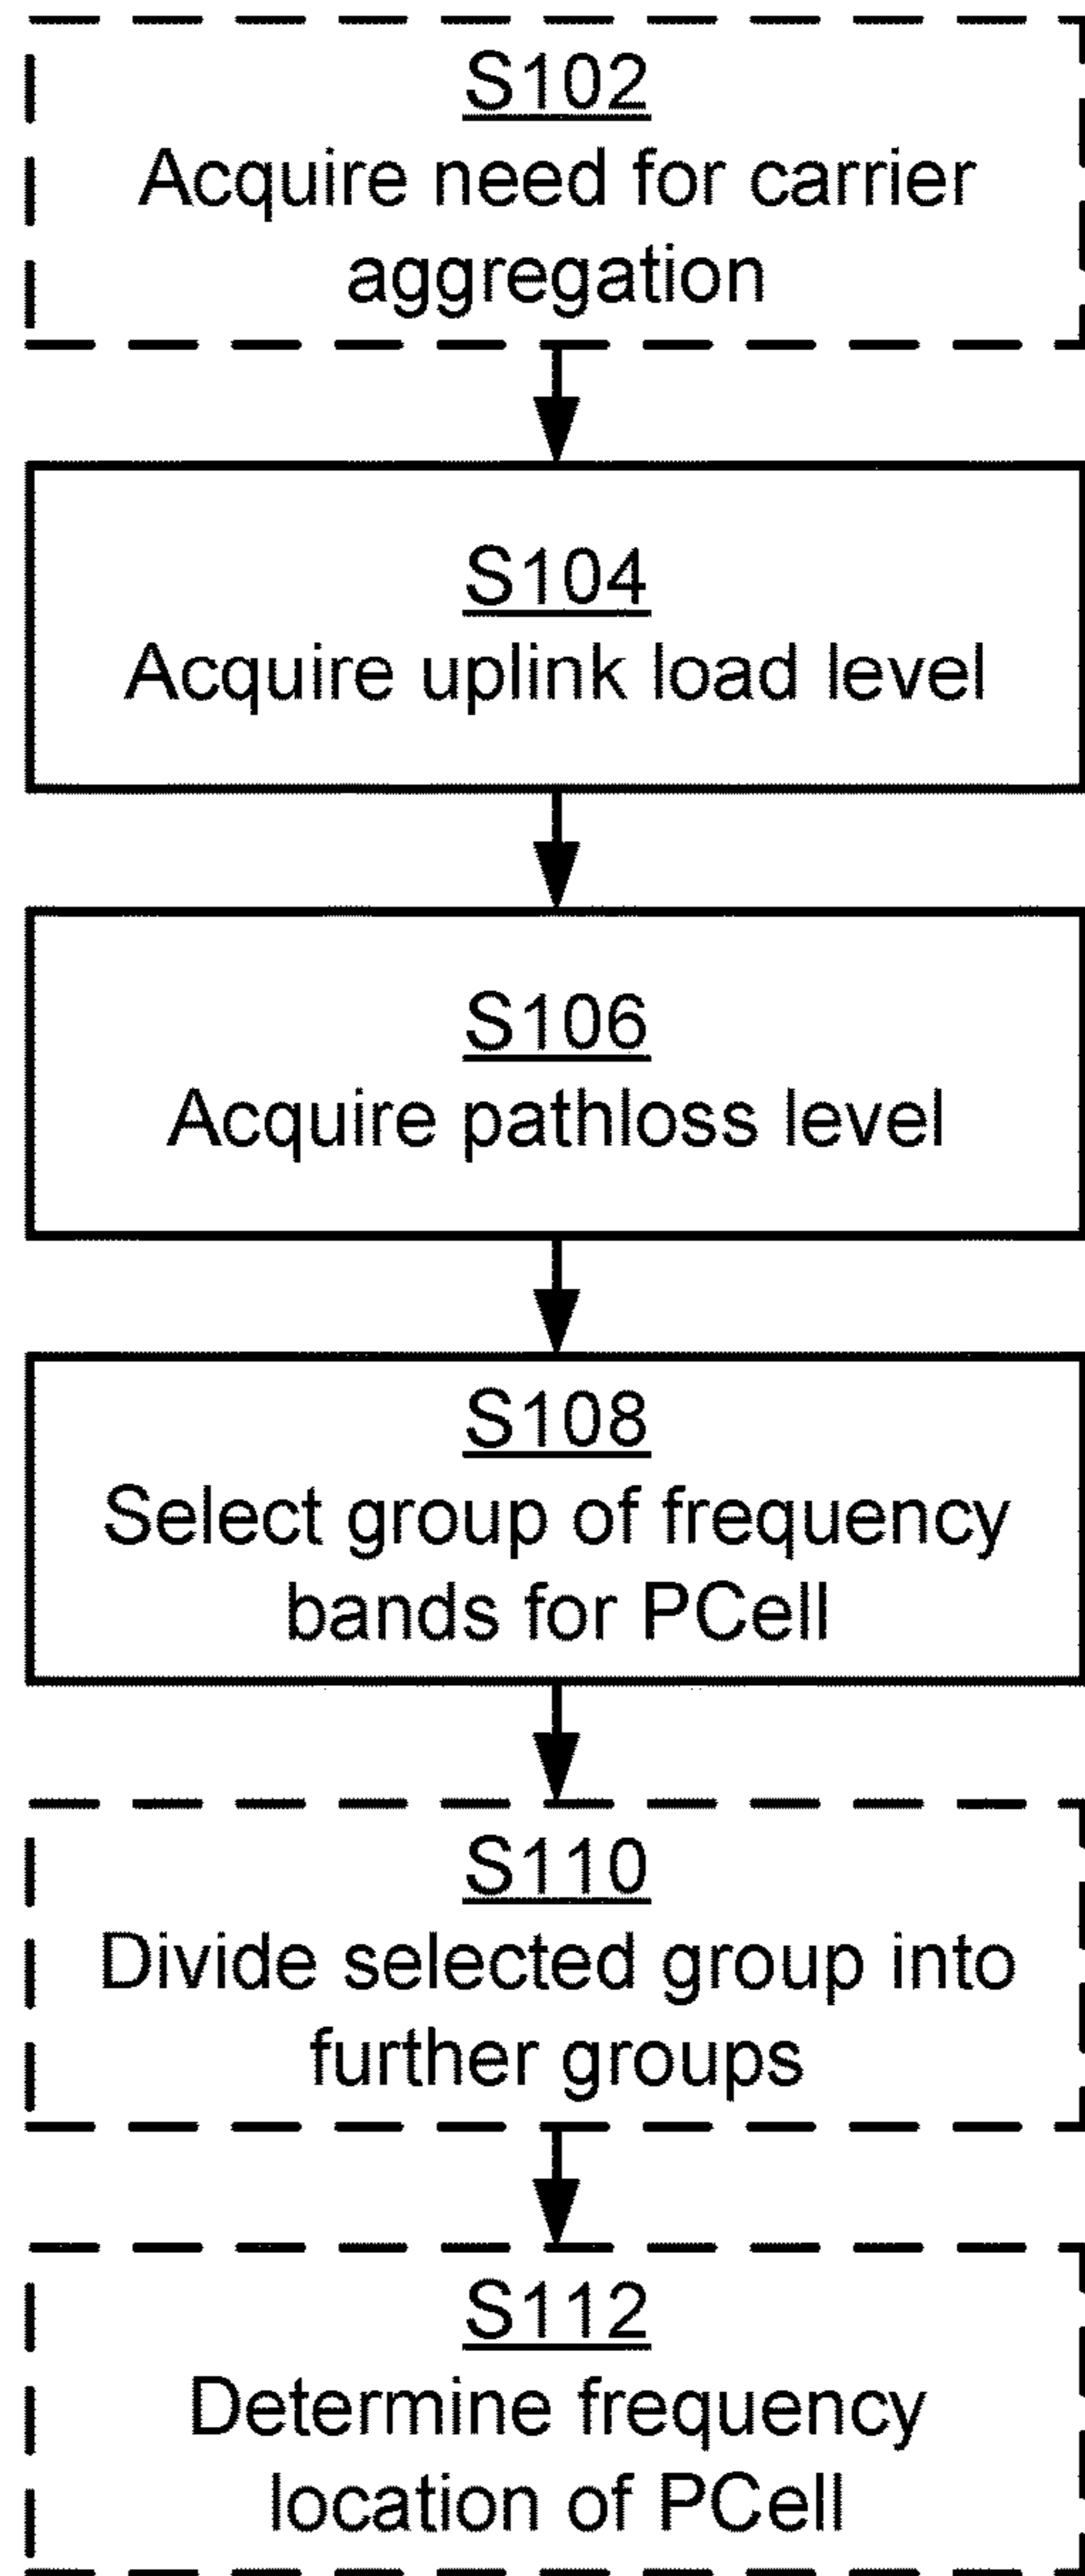 S102
Acquire need for carrier
aggregation
S104
Acquire uplink load level
S106
Acquire pathloss level
S108
Select group of frequency
bands for PCell
S110
Divide selected group into
further groups
S112
Determine frequency
location of PCell